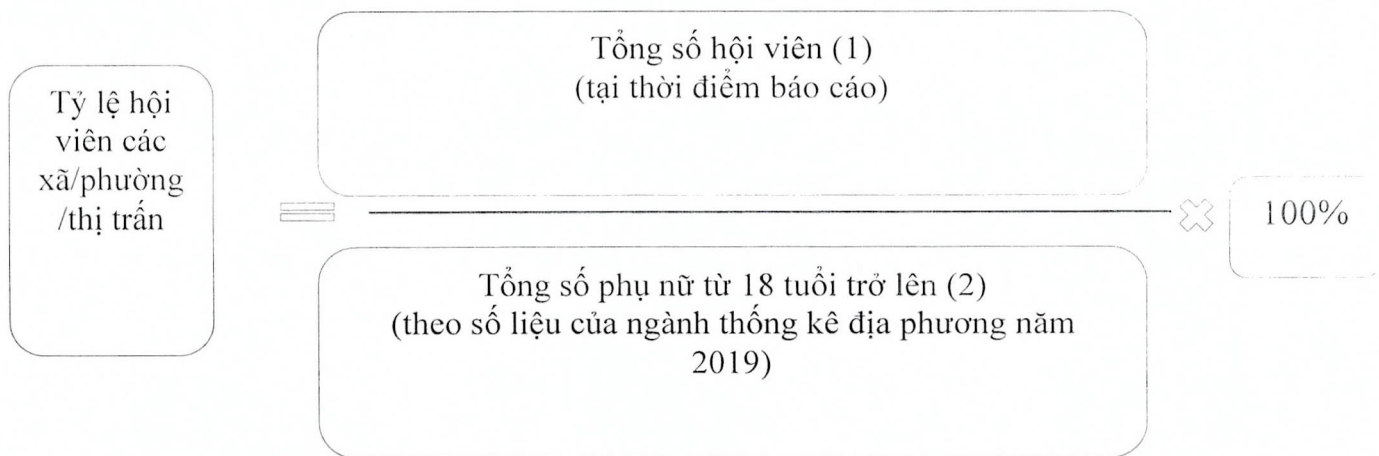 Tỷ lệ hội
viên các
xã/phường
/thị trấn
=
Tổng số hội viên (1)
(tại thời điểm báo cáo)
Tổng số phụ nữ từ 18 tuổi trở lên (2)
(theo số liệu của ngành thống kê địa phương năm
2019)
×
100%